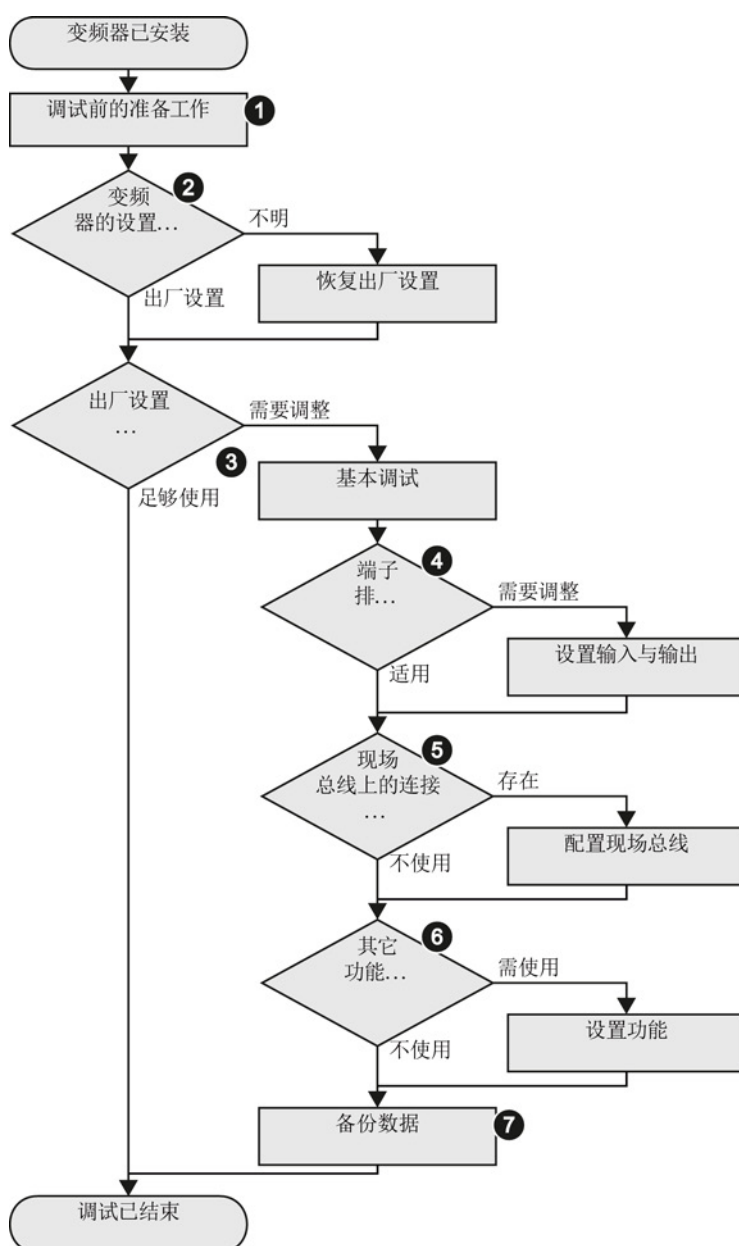 变频器已安装
调试前的准备工作
1
2
变频
器的设置...
不明
恢复出厂设置
出厂设置
出厂设置
...
需要调整
3
基本调试
足够使用
4
端子
排...
需要调整
设置输入与输出
适用
5
现场
总线上的连接
...
存在
配置现场总线
不使用
6
其它
功能...
需使用
设置功能
不使用
备份数据
7
调试已结束